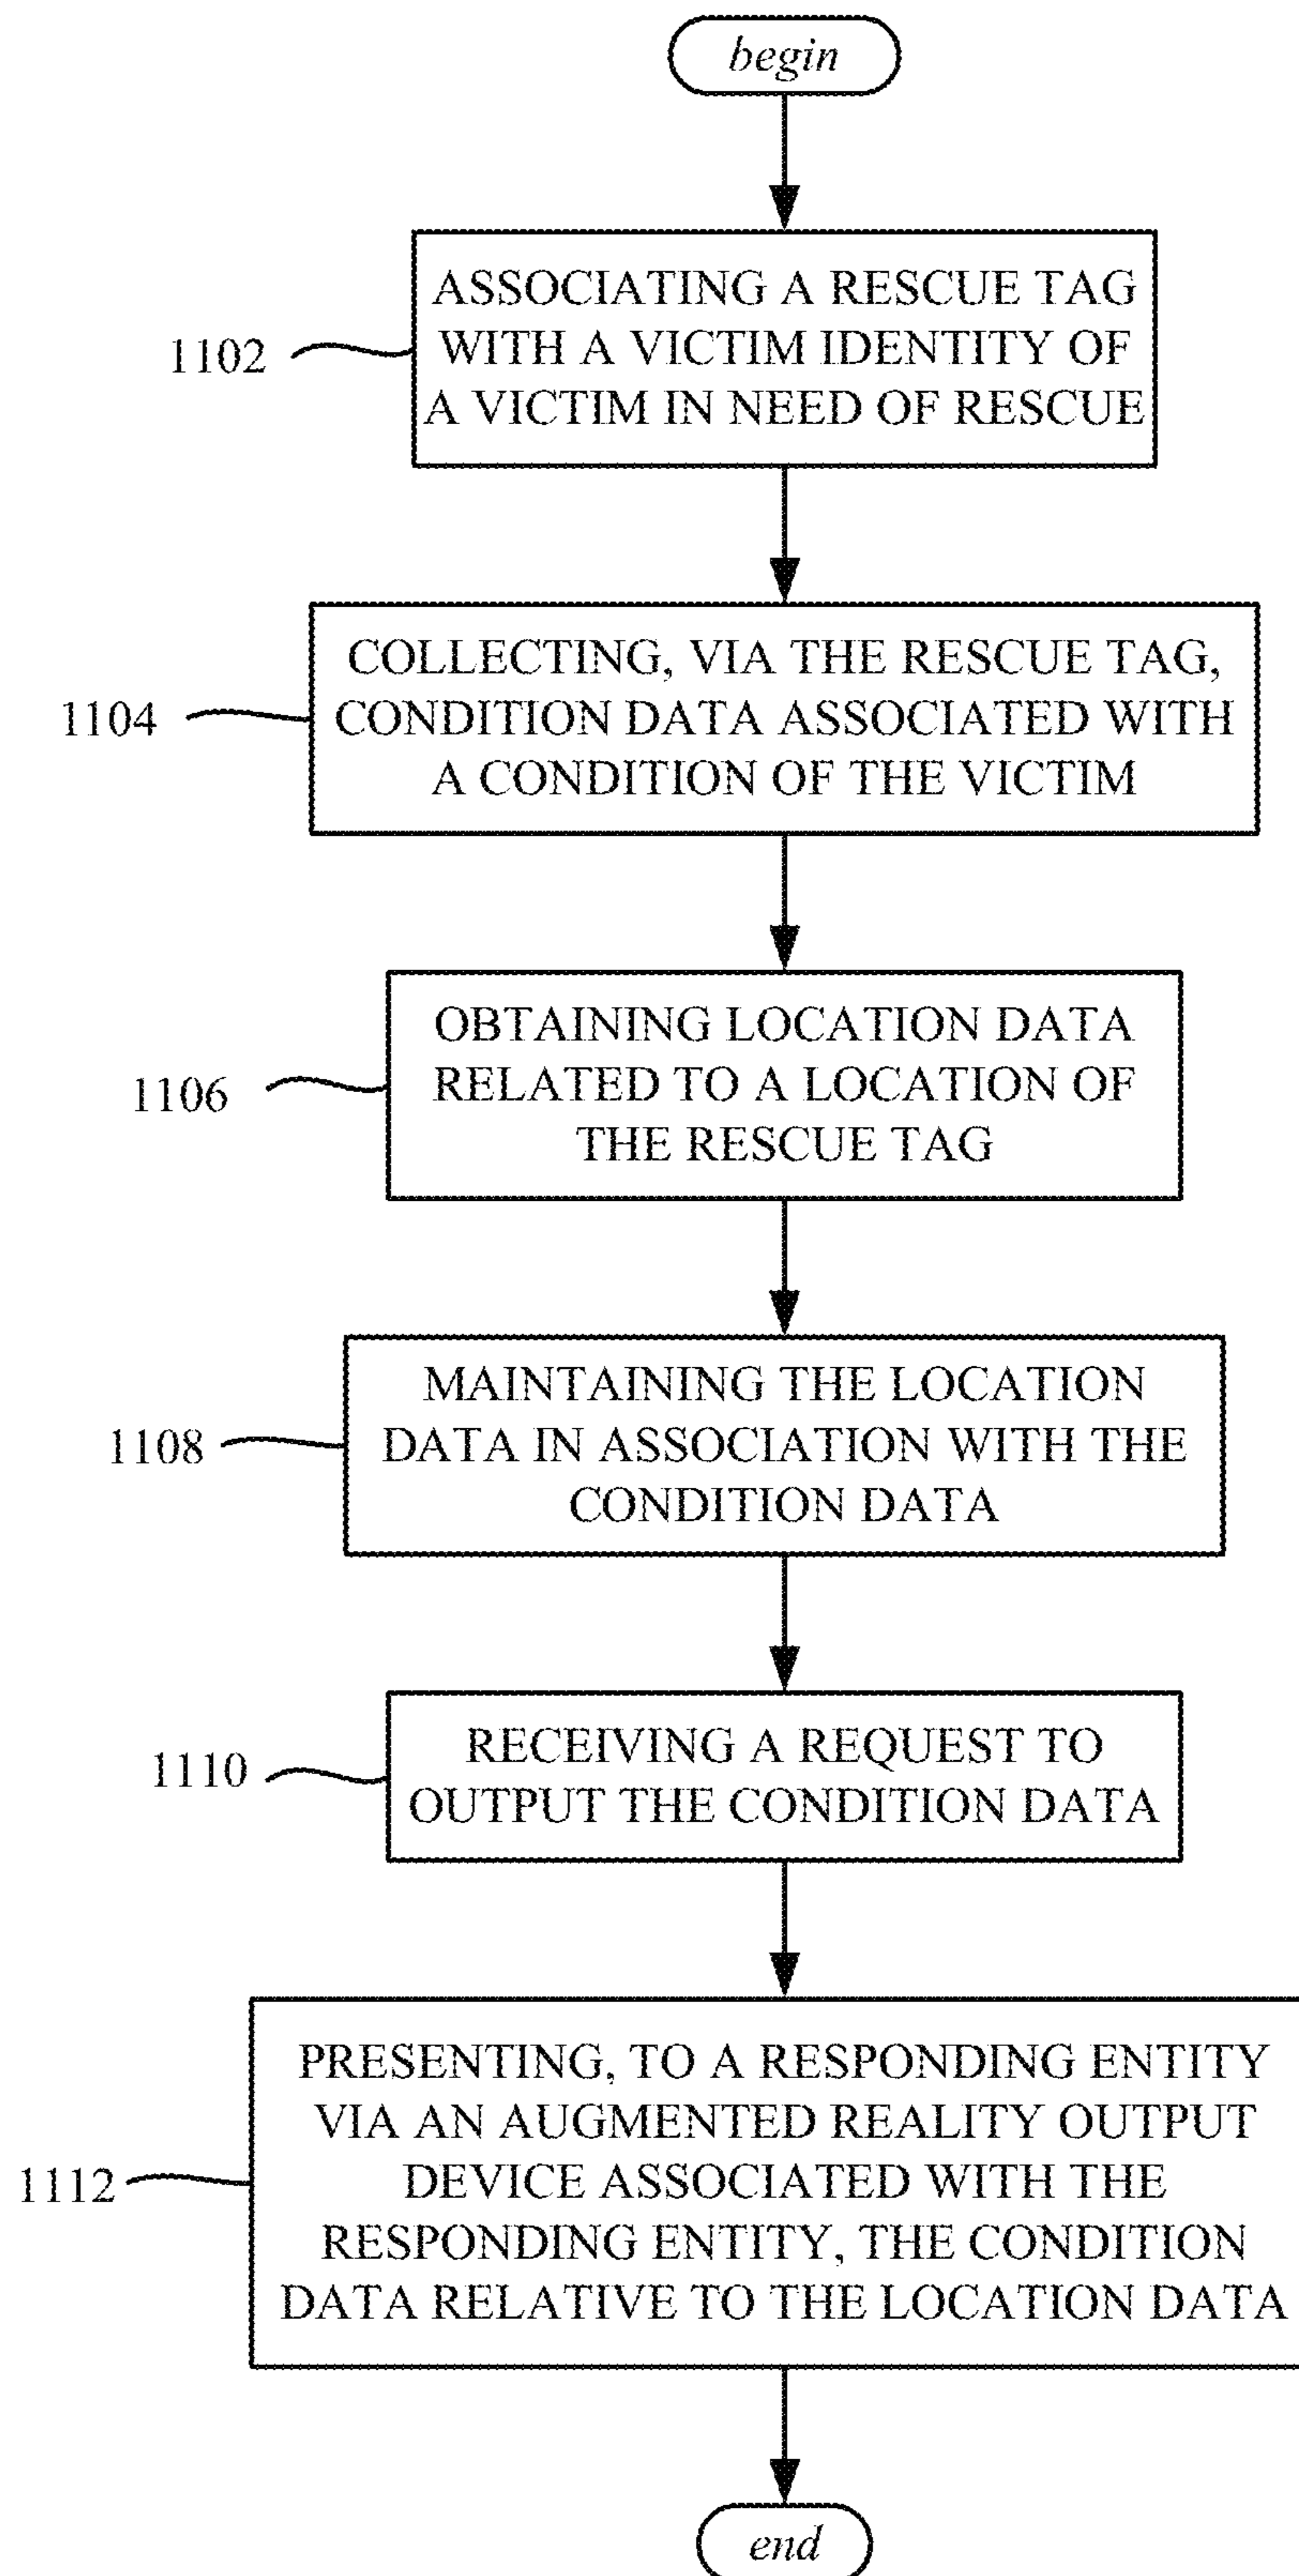 begin
ASSOCIATING A RESCUE TAG
WITH A VICTIM IDENTITY OF
A VICTIM IN NEED OF RESCUE
1102
COLLECTING, VIA THE RESCUE TAG,
CONDITION DATA ASSOCIATED WITH
A CONDITION OF THE VICTIM
1104
OBTAINING LOCATION DATA
RELATED TO A LOCATION OF
THE RESCUE TAG
1106
MAINTAINING THE LOCATION
DATA IN ASSOCIATION WITH THE
CONDITION DATA
1108
RECEIVING A REQUEST TO
OUTPUT THE CONDITION DATA
1110
PRESENTING, TO A RESPONDING ENTITY
VIA AN AUGMENTED REALITY OUTPUT
DEVICE ASSOCIATED WITH THE
RESPONDING ENTITY, THE CONDITION
DATA RELATIVE TO THE LOCATION DATA
1112
end